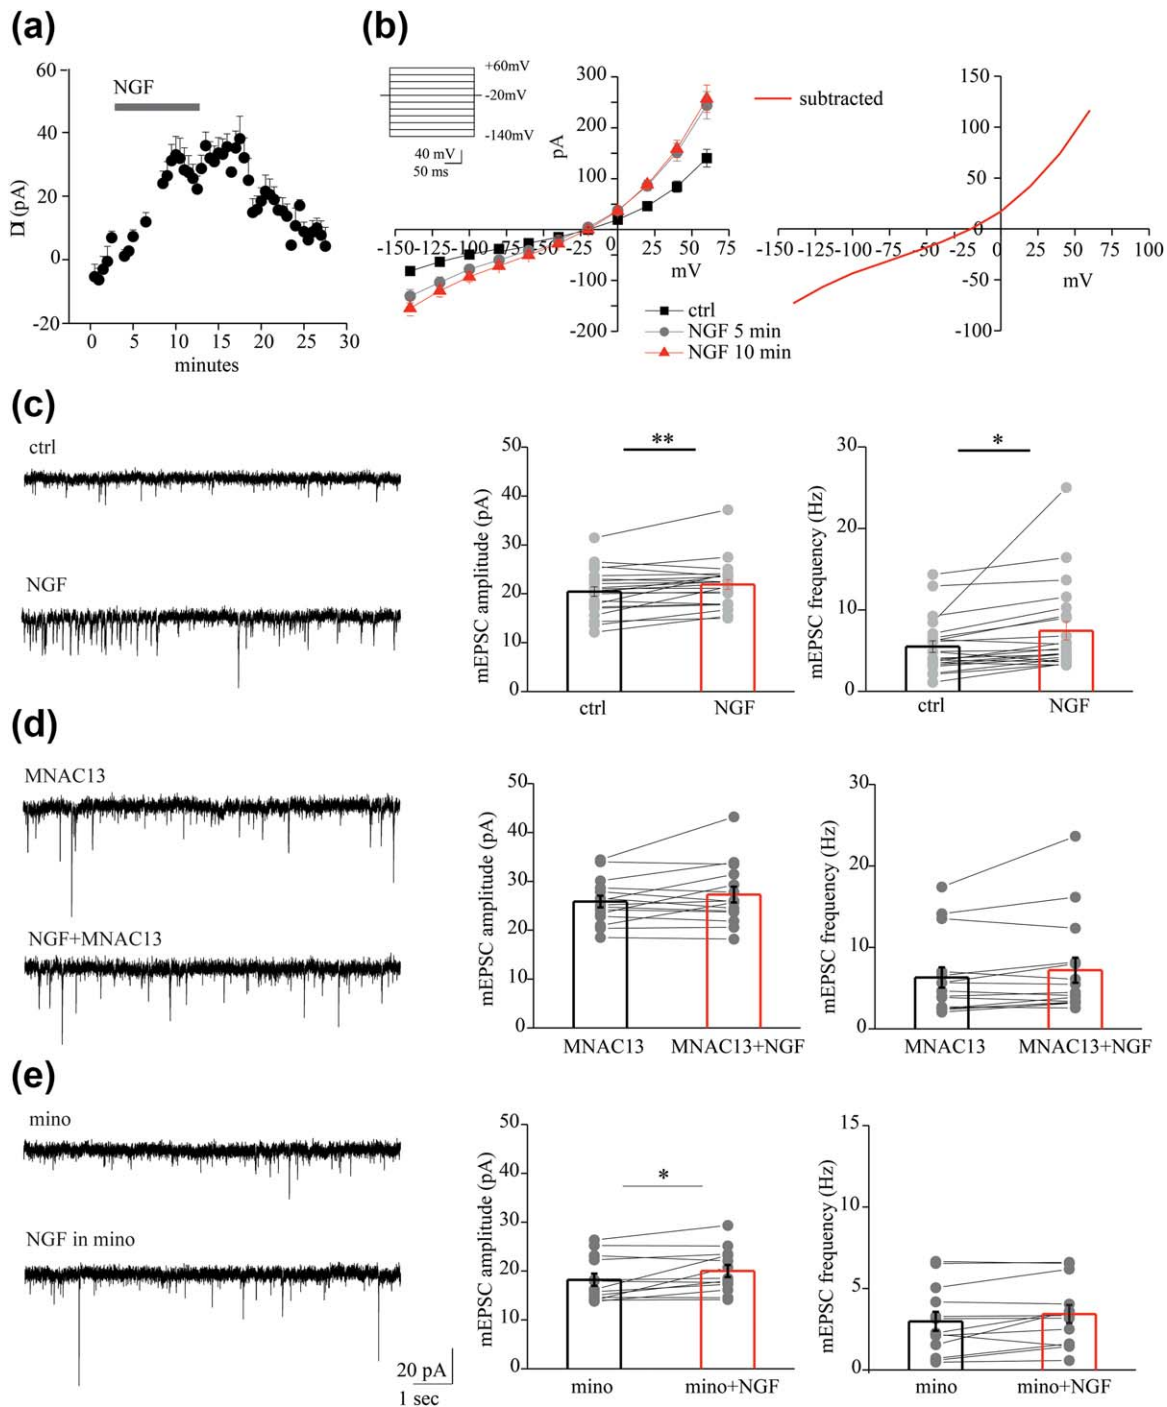 (a)
(b)
60
40
20
0
-20
DI (pA)
NGF
0 5 10 15 20 25 30
minutes
+60mV
-20mV
-140mV
40 mV
50 ms
300
200
100
-100
-200
pA
-150 -125 -100 -75 -50 -25 0 25 50 75
mV
ctrl
NGF 5 min
NGF 10 min
subtracted
150
100
50
-50
-100
-150 -100 -50 0 25 50 75 100
mV
(c)
ctrl
NGF
50
40
30
20
10
0
mEPSC amplitude (pA)
**
ctrl NGF
30
20
10
0
mEPSC frequency (Hz)
*
ctrl NGF
(d)
MNAC13
NGF+MNAC13
50
40
30
20
10
0
mEPSC amplitude (pA)
MNAC13 MNAC13+NGF
30
20
10
0
mEPSC frequency (Hz)
MNAC13 MNAC13+NGF
(e)
mino
NGF in mino
20 pA
1 sec
50
40
30
20
10
0
mEPSC amplitude (pA)
*
mino mino+NGF
15
10
5
0
mEPSC frequency (Hz)
mino mino+NGF